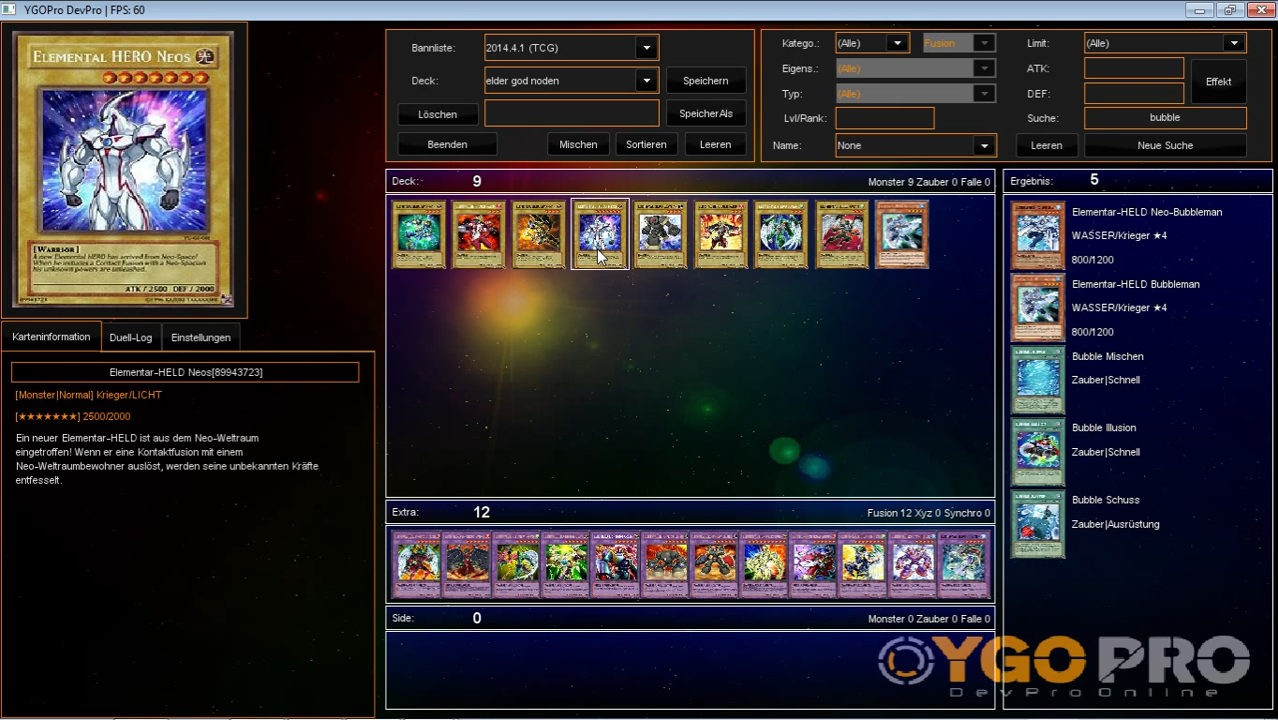 YGOPro DevPro | FPS: 60
ELEMENTAL HERO NEOS
[WARRIOR]
A new Elemental HERO has arrived from Neo-Space!
When he initiates a Contact Fusion with a Neo-Spacian
his unknown powers are unleashed.
ATK / 2500 DEF / 2000
Karteninformation
Duell-Log
Einstellungen
Elementar-HELD Neos[89943723]
[Monster|Normal] Krieger/LICHT
[★★★★★★★] 2500/2000
Ein neuer Elementar-HELD ist aus dem Neo-Weltraum
eingetroffen! Wenn er eine Kontaktfusion mit einem
Neo-Weltraumbewohner auslöst, werden seine unbekannten Kräfte
entfesselt.
Bannliste: 2014.4.1 (TCG)
Deck: elder god noden Speichern
Löschen SpeicherAls
Beenden Mischen Sortieren Leeren
Katego.: (Alle) Fusion Limit: (Alle)
Eigens.: (Alle) ATK: Effekt
Typ: (Alle) DEF:
Lvl/Rank: Suche: bubble
Name: None Leeren Neue Suche
Deck: 9 Monster 9 Zauber 0 Falle 0
Extra: 12 Fusion 12 Xyz 0 Synchro 0
Side: 0 Monster 0 Zauber 0 Falle 0
Ergebnis: 5
Elementar-HELD Neo-Bubbleman
WASSER/Krieger ★4
800/1200
Elementar-HELD Bubbleman
WASSER/Krieger ★4
800/1200
Bubble Mischen
Zauber|Schnell
Bubble Illusion
Zauber|Schnell
Bubble Schuss
Zauber|Ausrüstung
YGO PRO
DevProOnline